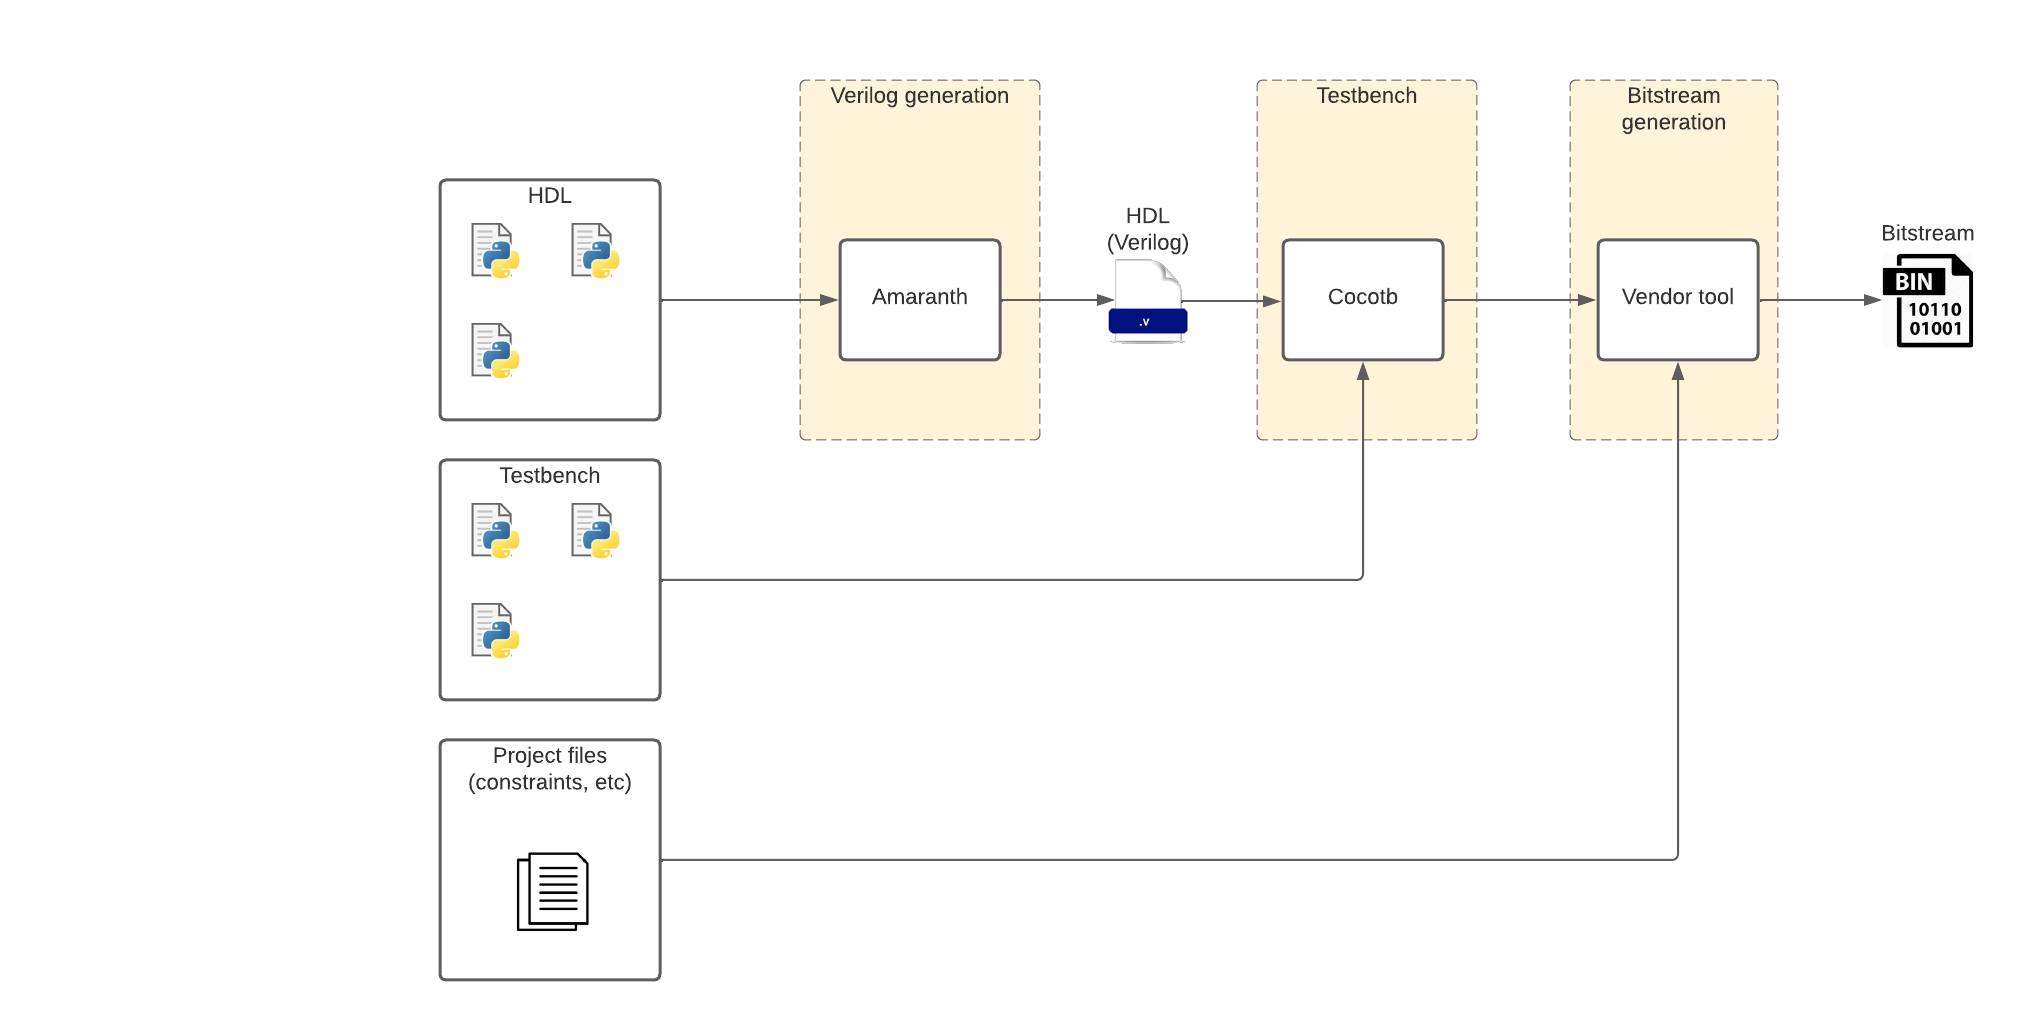 Verilog generation
Testbench
Bitstream
generation
HDL
HDL
(Verilog)
Bitstream
Amaranth
Cocotb
Vendor tool
BIN
10110
01001
.v
Testbench
Project files
(constraints, etc)